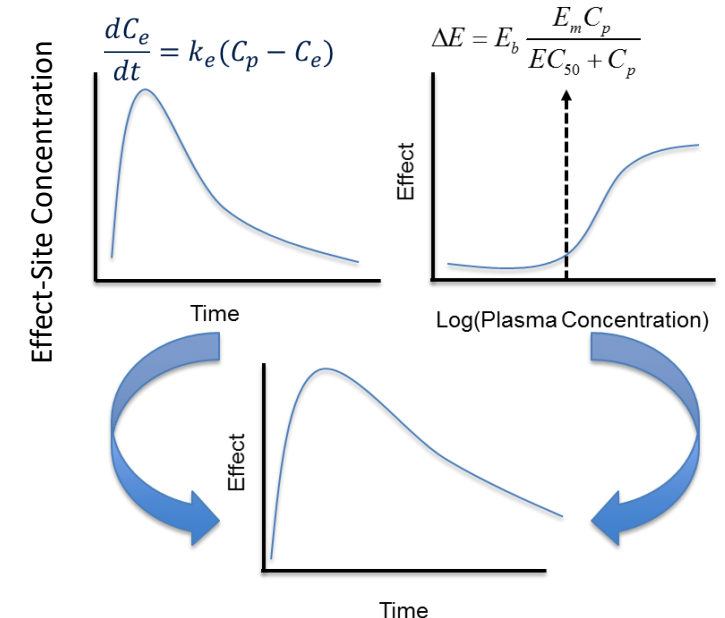 Effect-Site Concentration
dCₑ/dt = kₑ(Cₚ − Cₑ)
Time
ΔE = E_b EₘCₚ/(EC₅₀ + Cₚ)
Effect
Log(Plasma Concentration)
Effect
Time